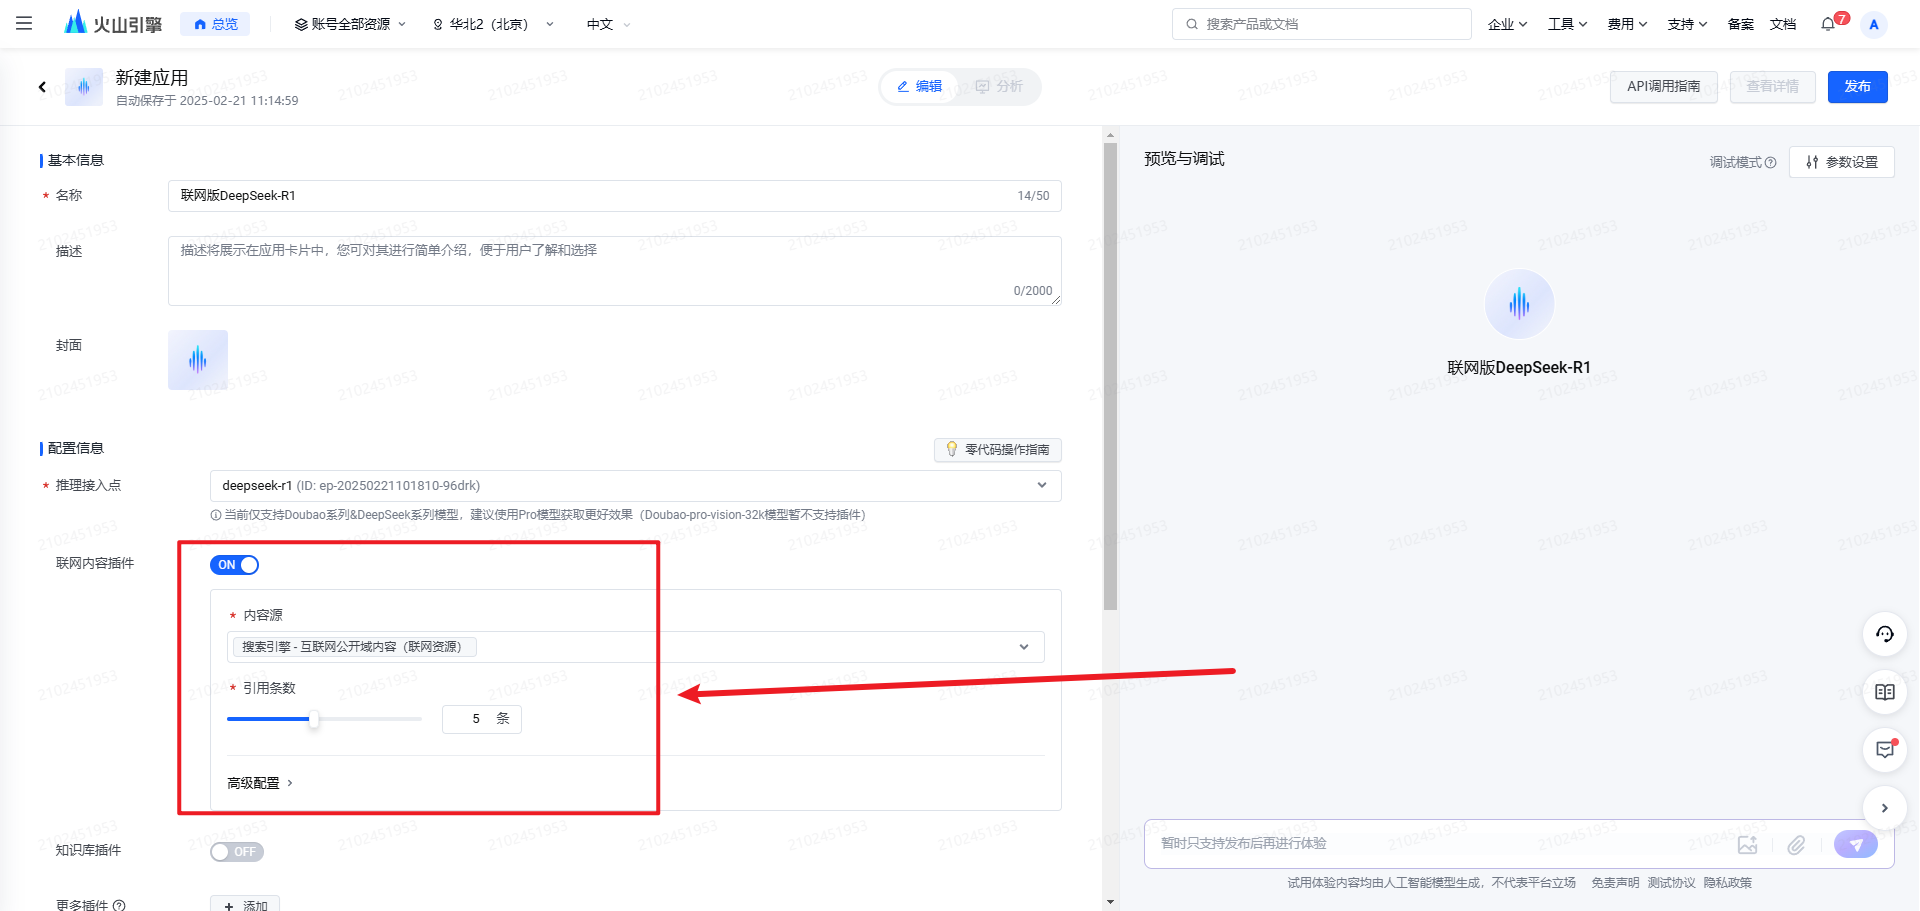 火山引擎
总览
账号全部资源
华北2（北京）
中文
搜索产品或文档
企业
工具
费用
支持
备案
文档
7
A
新建应用
自动保存于 2025-02-21 11:14:59
编辑
分析
API调用指南
查看详情
发布
基本信息
* 名称
联网版DeepSeek-R1
14/50
描述
描述将展示在应用卡片中，您可对其进行简单介绍，便于用户了解和选择
0/2000
封面
配置信息
零代码操作指南
* 推理接入点
deepseek-r1 (ID: ep-20250221101810-96drk)
当前仅支持Doubao系列&DeepSeek系列模型，建议使用Pro模型获取更好效果（Doubao-pro-vision-32k模型暂不支持插件）
联网内容插件
ON
* 内容源
搜索引擎 - 互联网公开域内容（联网资源）
* 引用条数
5 条
高级配置
知识库插件
OFF
更多插件
+ 添加
预览与调试
调试模式
参数设置
联网版DeepSeek-R1
暂时只支持发布后再进行体验
试用体验内容均由人工智能模型生成，不代表平台立场 免责声明 测试协议 隐私政策
2102451953